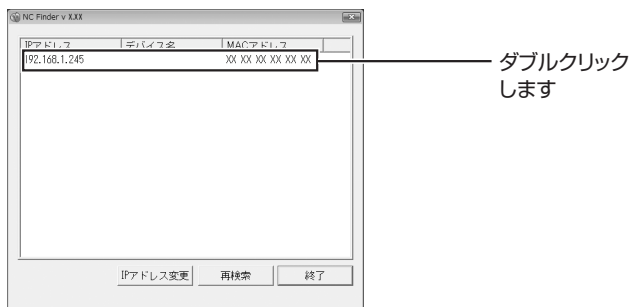 NC Finder v X.XX
IPアドレス デバイス名 MACアドレス
192.168.1.245 XX XX XX XX XX XX
ダブルクリック
します
IPアドレス変更 再検索 終了